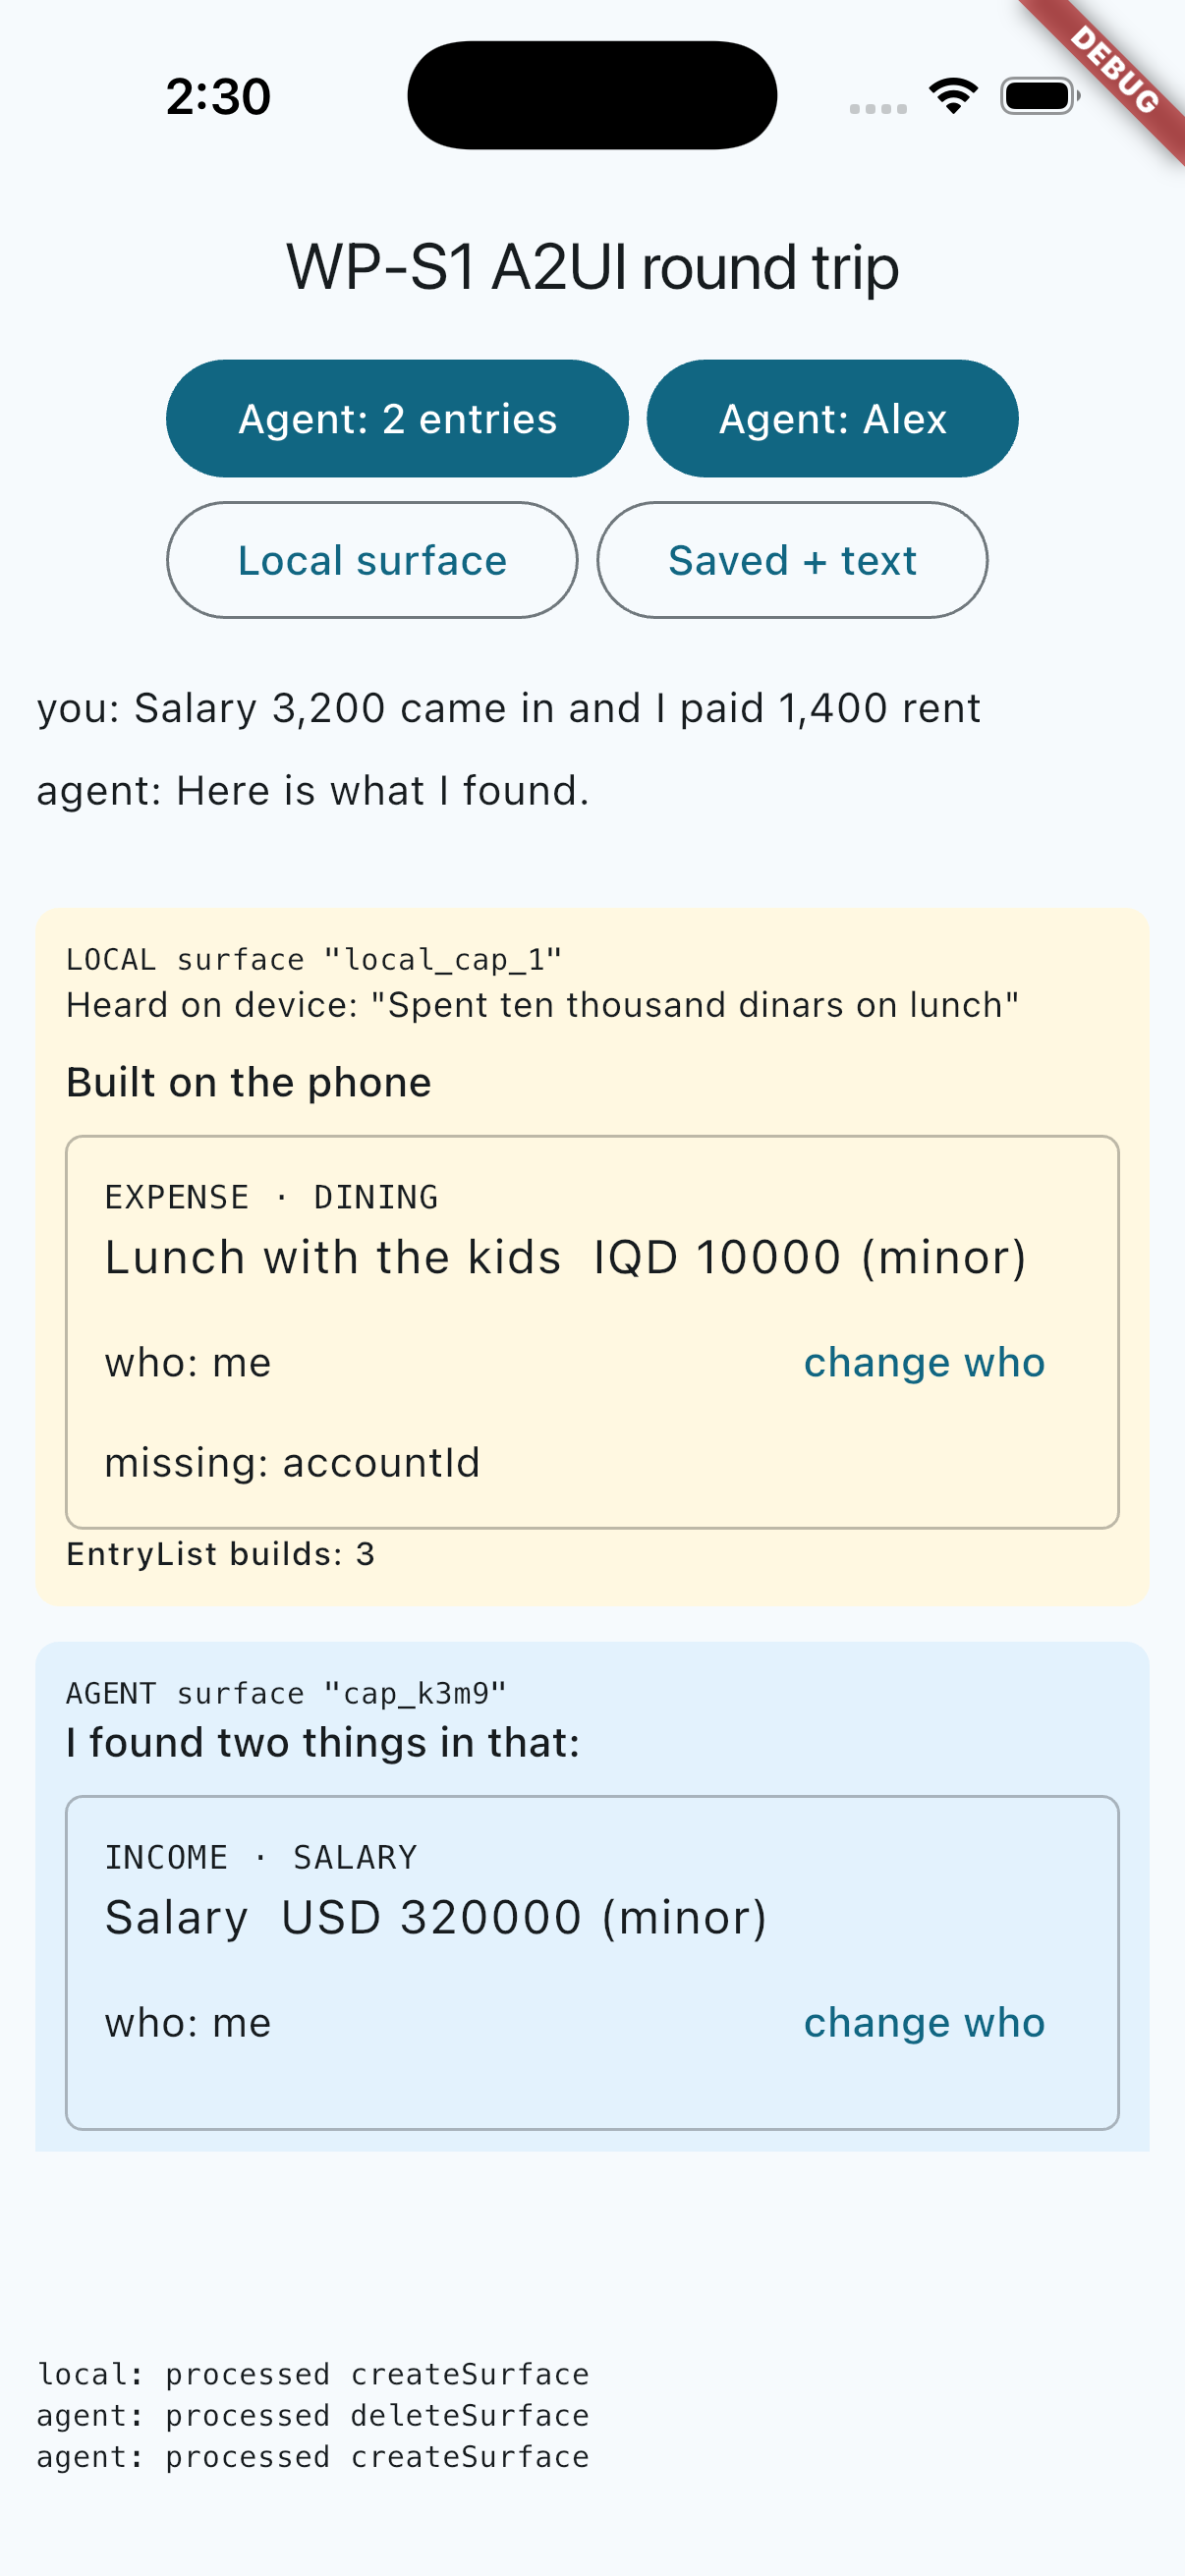 2:30
DEBUG
WP-S1 A2UI round trip
Agent: 2 entries
Agent: Alex
Local surface
Saved + text
you: Salary 3,200 came in and I paid 1,400 rent
agent: Here is what I found.
LOCAL surface "local_cap_1"
Heard on device: "Spent ten thousand dinars on lunch"
Built on the phone
EXPENSE · DINING
Lunch with the kids IQD 10000 (minor)
who: me
change who
missing: accountId
EntryList builds: 3
AGENT surface "cap_k3m9"
I found two things in that:
INCOME · SALARY
Salary USD 320000 (minor)
who: me
change who
local: processed createSurface
agent: processed deleteSurface
agent: processed createSurface